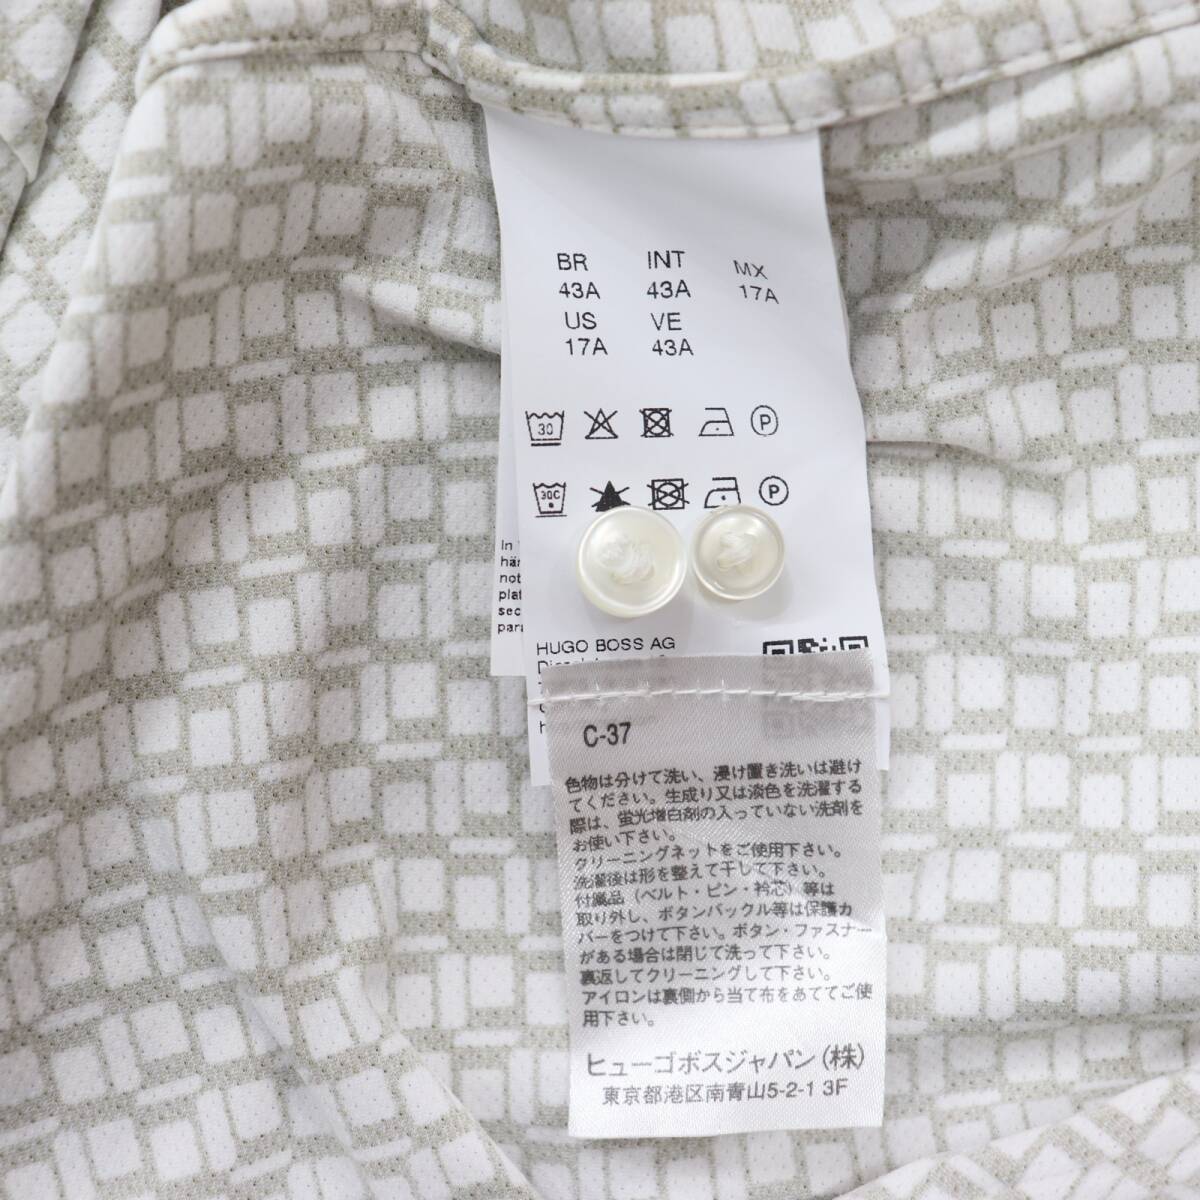 BR INT MX
43A 43A 17A
US VE
17A 43A
30 P
30C P
In
not
sec
HUGO BOSS AG
C-37
色物は分けて洗い、浸け置き洗いは避け
てください。生成り又は淡色を洗濯する
際は、蛍光増白剤の入っていない洗剤を
お使い下さい。
クリーニングネットをご使用下さい。
洗濯後は形を整えて干して下さい。
付属品（ベルト・ピン・衿芯）等は
取り外し、ボタンバックル等は保護カ
バーをつけて下さい。ボタン・ファスナー
がある場合は閉じて洗って下さい。
裏返してクリーニングして下さい。
アイロンは裏側から当て布をあててご使
用下さい。
ヒューゴボスジャパン(株)
東京都港区南青山5-2-1 3F